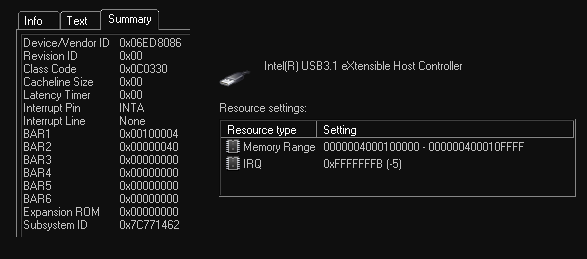 Info Text Summary
Device/Vendor ID 0x06ED8086
Revision ID 0x00
Class Code 0x0C0330
Cacheline Size 0x00
Latency Timer 0x00
Interrupt Pin INTA
Interrupt Line None
BAR1 0x00100004
BAR2 0x00000040
BAR3 0x00000000
BAR4 0x00000000
BAR5 0x00000000
BAR6 0x00000000
Expansion ROM 0x00000000
Subsystem ID 0x7C771462
Intel(R) USB3.1 eXtensible Host Controller
Resource settings:
Resource type Setting
Memory Range 0000004000100000 - 000000400010FFFF
IRQ 0xFFFFFFFB (-5)